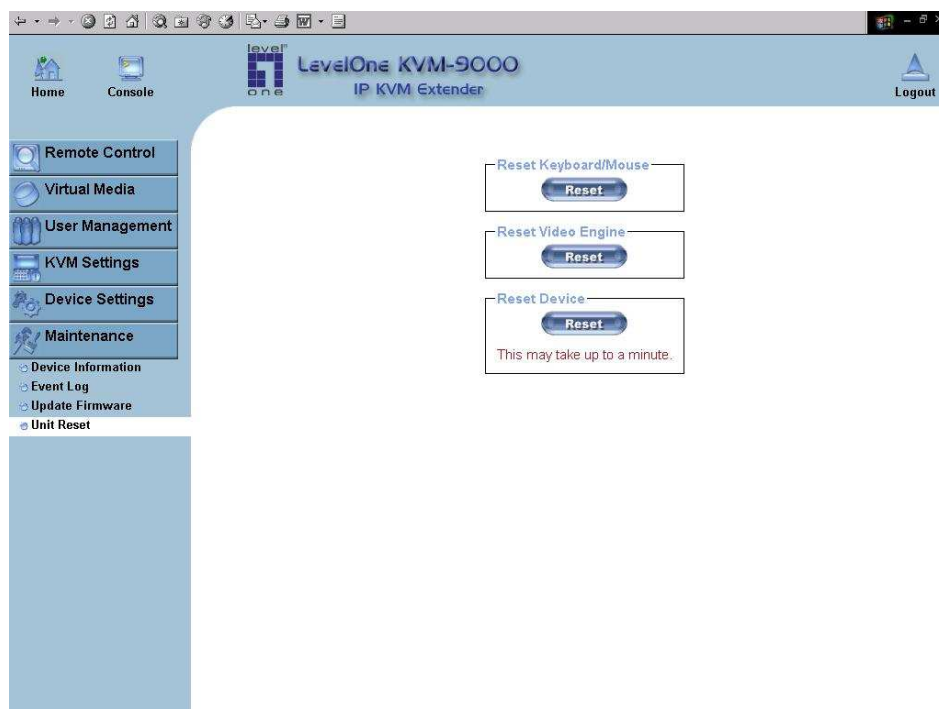 level
one
LevelOne KVM-9000
IP KVM Extender
Home
Console
Logout
Remote Control
Virtual Media
User Management
KVM Settings
Device Settings
Maintenance
Device Information
Event Log
Update Firmware
Unit Reset
Reset Keyboard/Mouse
Reset
Reset Video Engine
Reset
Reset Device
Reset
This may take up to a minute.